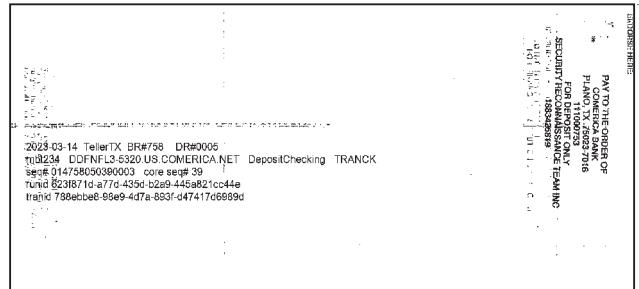 ENDORSE HERE:
PAY TO THE ORDER OF
COMERICA BANK
PLANO, TX 75023-7016
111000753
FOR DEPOSIT ONLY
SECURITY RECONNAISSANCE TEAM INC
2023-03-14 TellerTX BR#758 DR#0005
DDFNFL3-5320.US.COMERICA.NET DepositChecking TRANCK
seq# 014758050390003 core seq# 39
runid 623f871d-a77d-435d-b2a9-445a821cc44e
tranid 788ebbe8-98e9-4d7a-893f-d47417d6989d